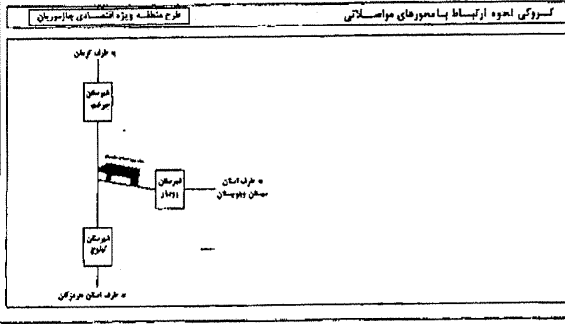 کروکی نحوه ارتباط با محورهای مواصلاتی
طرح منطقه ویژه اقتصادی جازموریان
به طرف کرمان
شهرستان
جیرفت
شهرستان
رودبار
به طرف استان
سیستان وبلوچستان
شهرستان
کهنوج
به طرف استان هرمزگان